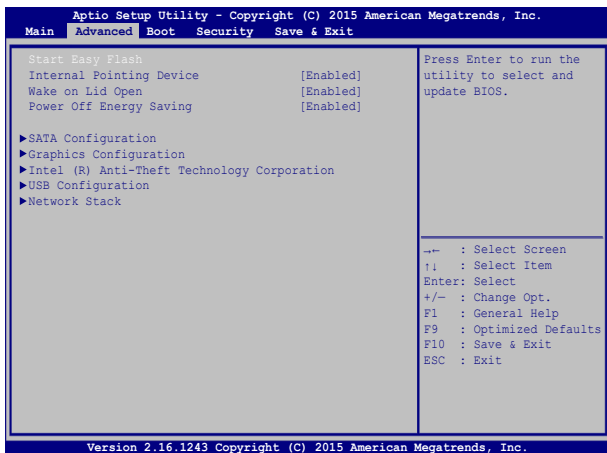 Aptio Setup Utility - Copyright (C) 2015 American Megatrends, Inc.
Main Advanced Boot Security Save & Exit
Start Easy Flash
Internal Pointing Device [Enabled]
Wake on Lid Open [Enabled]
Power Off Energy Saving [Enabled]
▶SATA Configuration
▶Graphics Configuration
▶Intel (R) Anti-Theft Technology Corporation
▶USB Configuration
▶Network Stack
Press Enter to run the
utility to select and
update BIOS.
→← : Select Screen
↑↓ : Select Item
Enter: Select
+/— : Change Opt.
F1 : General Help
F9 : Optimized Defaults
F10 : Save & Exit
ESC : Exit
Version 2.16.1243 Copyright (C) 2015 American Megatrends, Inc.